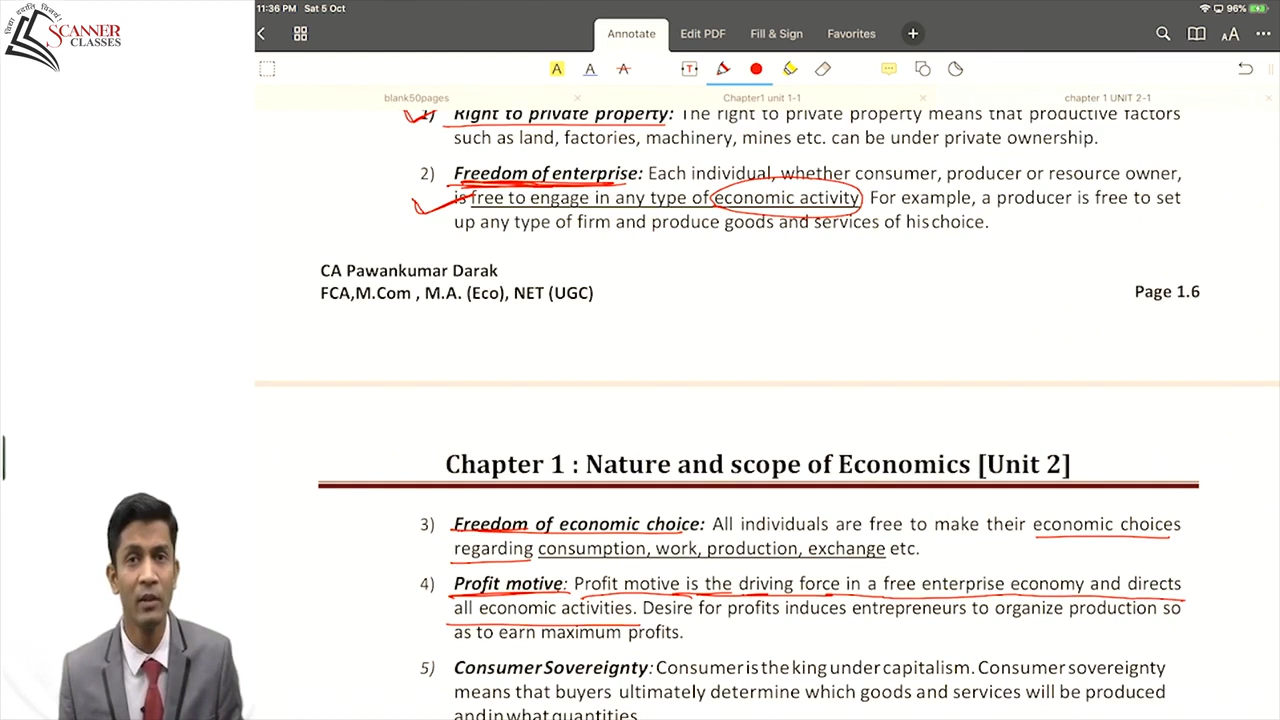 11:36 PM Sat 5 Oct
96%
विद्या ददाति विनयं
SCANNER
CLASSES
Annotate
Edit PDF
Fill & Sign
Favorites
AA
A
A
A
T
blank50pages
Chapter1 unit 1-1
chapter 1 UNIT 2-1
1) Right to private property: The right to private property means that productive factors
such as land, factories, machinery, mines etc. can be under private ownership.
2) Freedom of enterprise: Each individual, whether consumer, producer or resource owner,
is free to engage in any type of economic activity. For example, a producer is free to set
up any type of firm and produce goods and services of his choice.
CA Pawankumar Darak
FCA,M.Com , M.A. (Eco), NET (UGC)
Page 1.6
Chapter 1 : Nature and scope of Economics [Unit 2]
3) Freedom of economic choice: All individuals are free to make their economic choices
regarding consumption, work, production, exchange etc.
4) Profit motive: Profit motive is the driving force in a free enterprise economy and directs
all economic activities. Desire for profits induces entrepreneurs to organize production so
as to earn maximum profits.
5) Consumer Sovereignty: Consumer is the king under capitalism. Consumer sovereignty
means that buyers ultimately determine which goods and services will be produced
and in what quantities.